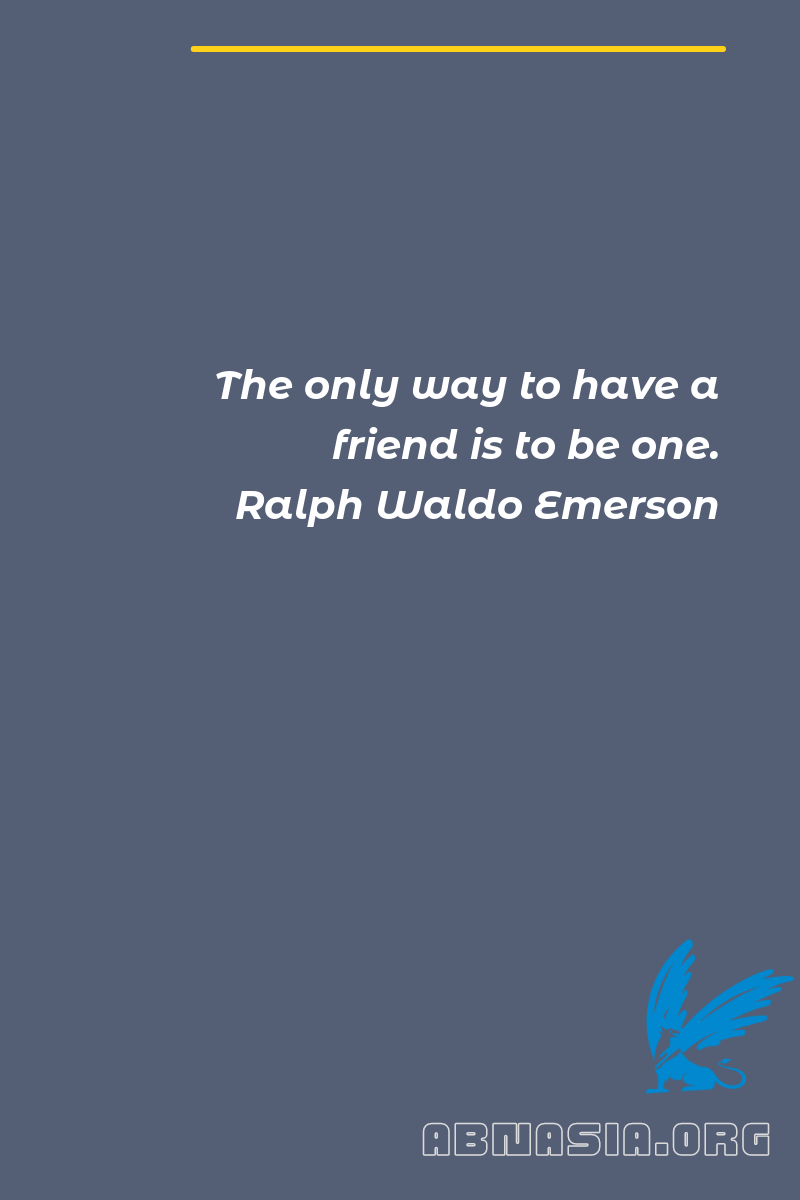 The only way to have a
friend is to be one.
Ralph Waldo Emerson
ABNASIA.ORG